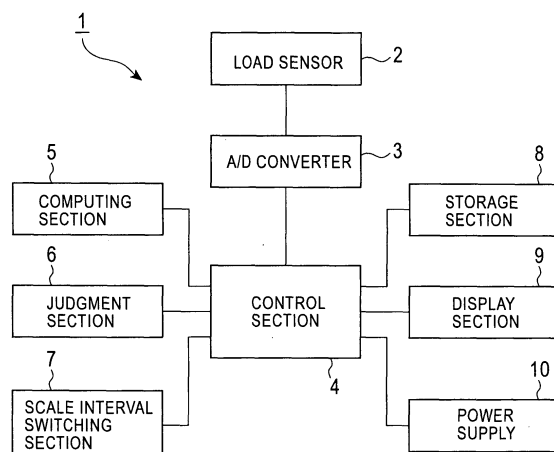 1
LOAD SENSOR
2
A/D CONVERTER
3
5
COMPUTING
SECTION
8
STORAGE
SECTION
6
JUDGMENT
SECTION
CONTROL
SECTION
4
9
DISPLAY
SECTION
7
SCALE INTERVAL
SWITCHING
SECTION
10
POWER
SUPPLY